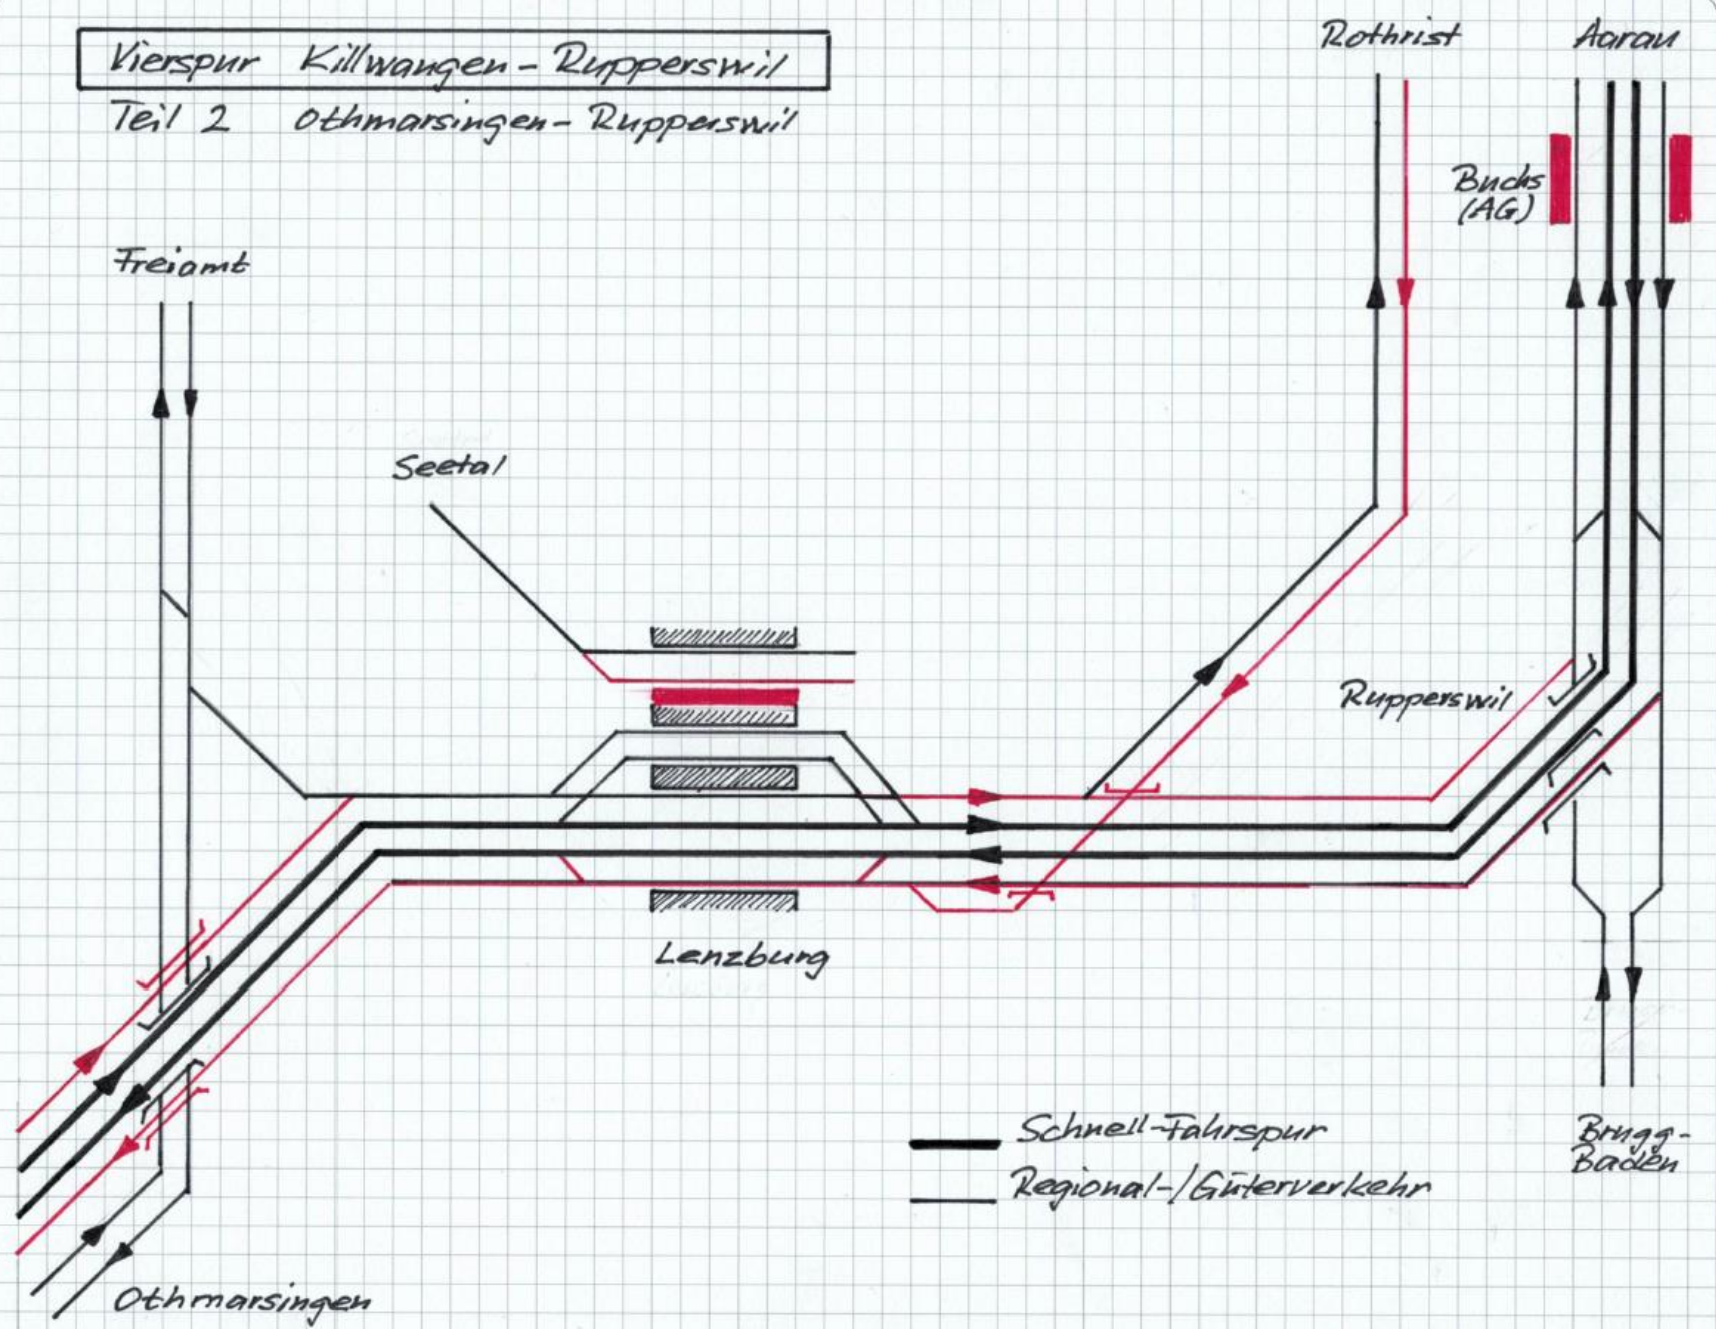 Vierspur Killwangen - Rupperswil
Teil 2 Othmarsingen - Rupperswil
Rothrist
Aarau
Buchs
(AG)
Freiamt
Seetal
Rupperswil
Lenzburg
Schnell-Fahrspur
Regional-/Güterverkehr
Brugg-
Baden
Othmarsingen